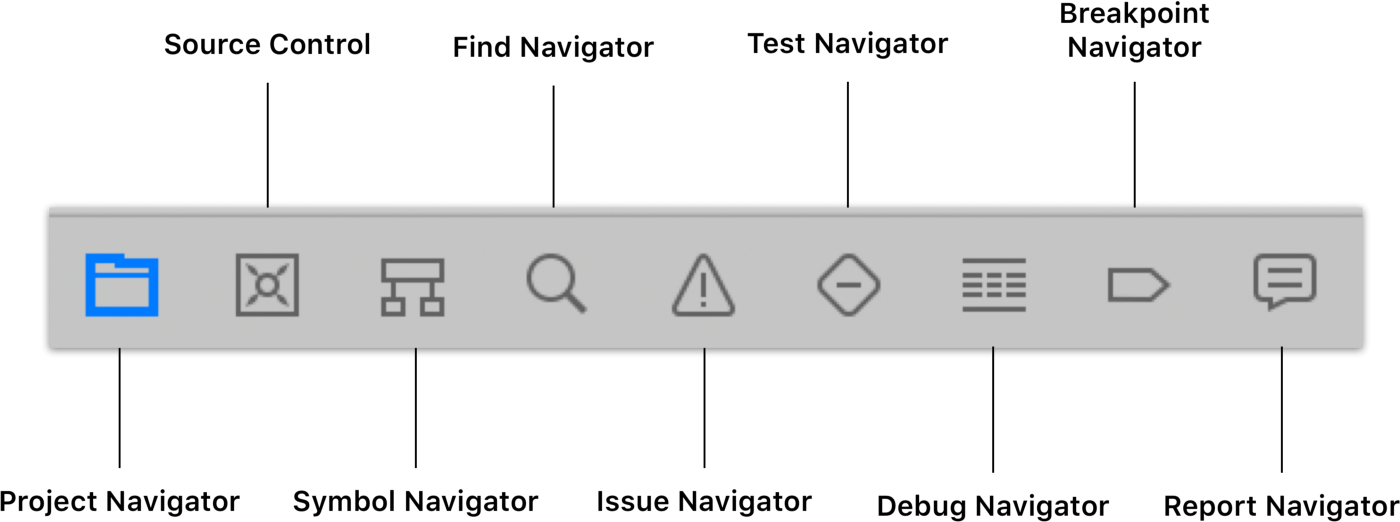 Source Control
Find Navigator
Test Navigator
Breakpoint
Navigator
Project Navigator
Symbol Navigator
Issue Navigator
Debug Navigator
Report Navigator